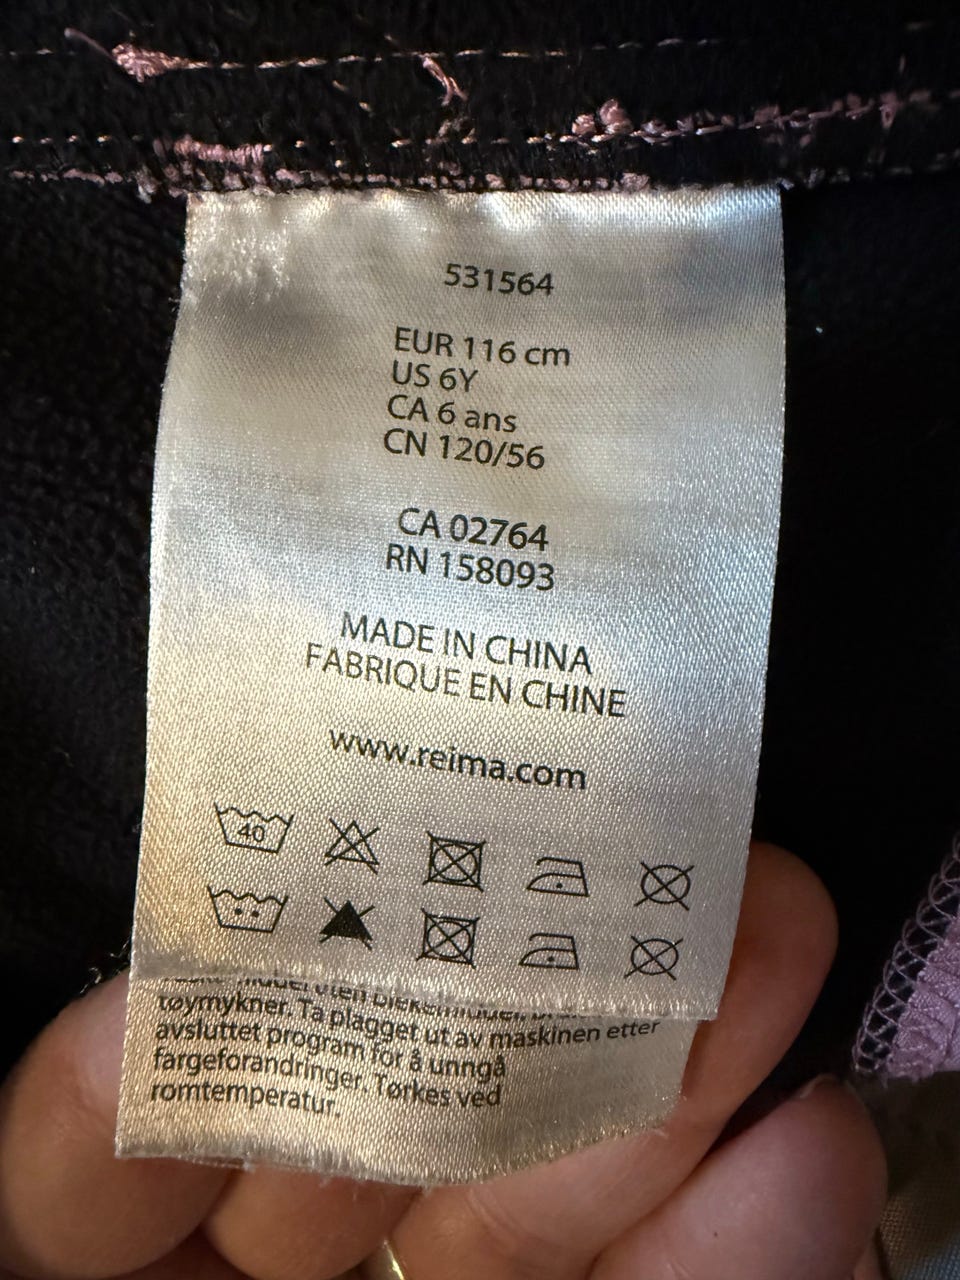 531564
EUR 116 cm
US 6Y
CA 6 ans
CN 120/56
CA 02764
RN 158093
MADE IN CHINA
FABRIQUE EN CHINE
www.reima.com
40
uten
tøymykner. Ta plagget ut av maskinen etter
avsluttet program for å unngå
fargeforandringer. Tørkes ved
romtemperatur.